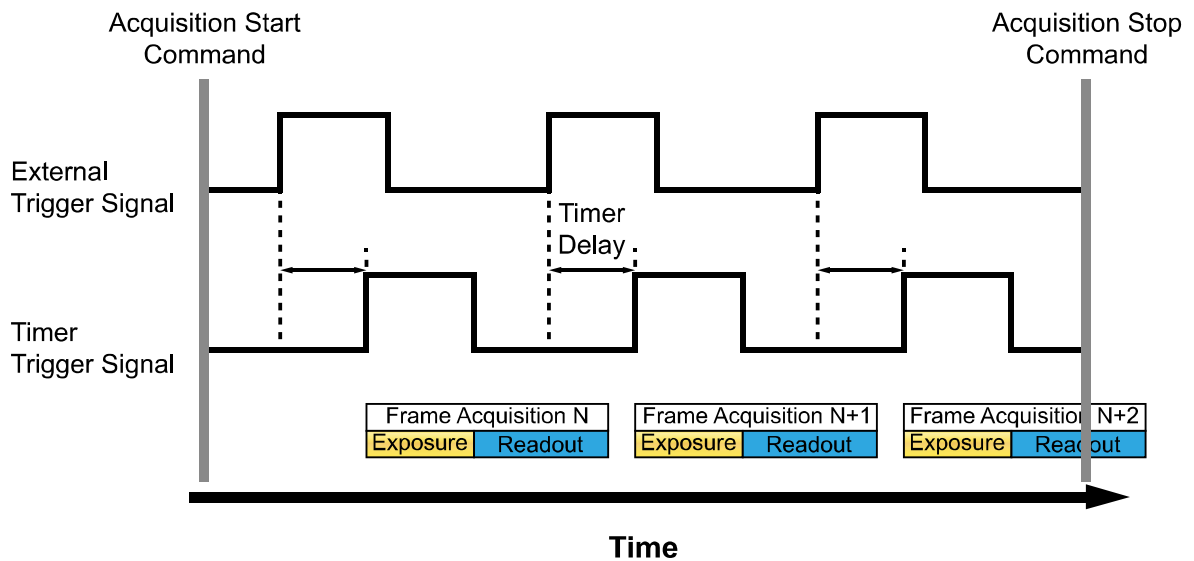 Acquisition Start
Command
Acquisition Stop
Command
External
Trigger Signal
Timer
Delay
Timer
Trigger Signal
Frame Acquisition N
Frame Acquisition N+1
Frame Acquisition N+2
Exposure
Readout
Exposure
Readout
Exposure
Readout
Time